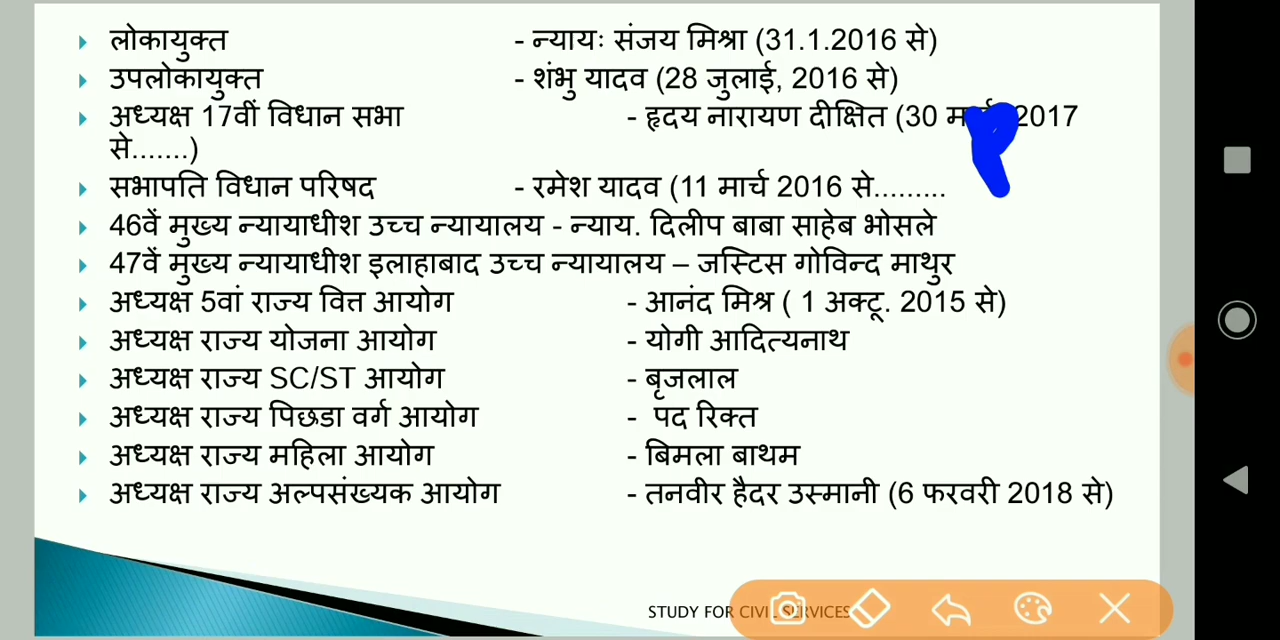 लोकायुक्त - न्यायः संजय मिश्रा (31.1.2016 से)
उपलोकायुक्त - शंभु यादव (28 जुलाई, 2016 से)
अध्यक्ष 17वीं विधान सभा - हृदय नारायण दीक्षित (30 2017
से.......)
सभापति विधान परिषद - रमेश यादव (11 मार्च 2016 से.........
46वें मुख्य न्यायाधीश उच्च न्यायालय - न्याय. दिलीप बाबा साहेब भोसले
47वें मुख्य न्यायाधीश इलाहाबाद उच्च न्यायालय – जस्टिस गोविन्द माथुर
अध्यक्ष 5वां राज्य वित्त आयोग - आनंद मिश्र ( 1 अक्टू. 2015 से)
अध्यक्ष राज्य योजना आयोग - योगी आदित्यनाथ
अध्यक्ष राज्य SC/ST आयोग - बृजलाल
अध्यक्ष राज्य पिछडा वर्ग आयोग - पद रिक्त
अध्यक्ष राज्य महिला आयोग - बिमला बाथम
अध्यक्ष राज्य अल्पसंख्यक आयोग - तनवीर हैदर उस्मानी (6 फरवरी 2018 से)
STUDY FOR CIVIL SERVICES